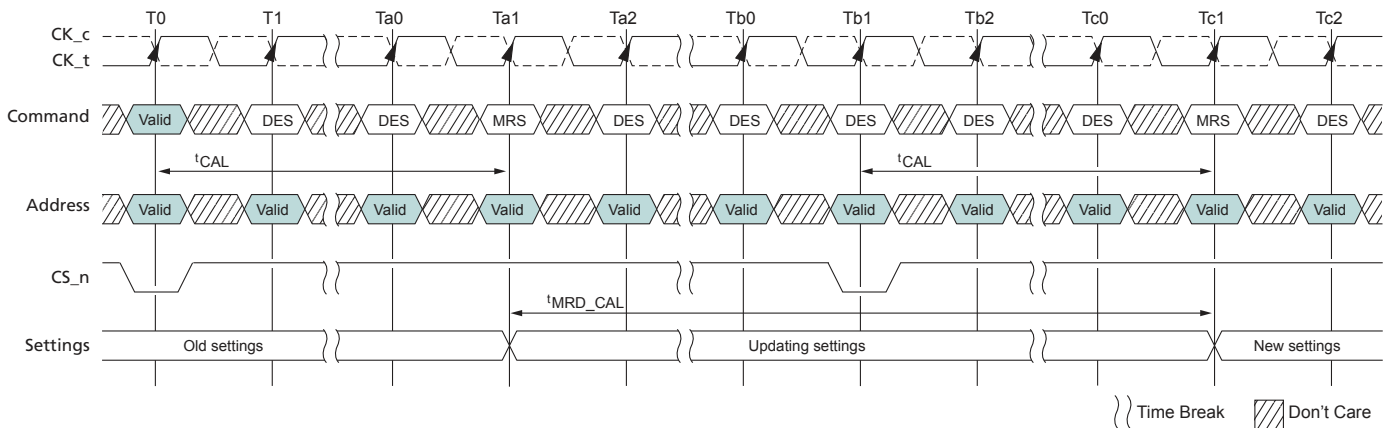 T0 T1 Ta0 Ta1 Ta2 Tb0 Tb1 Tb2 Tc0 Tc1 Tc2
CK_c
CK_t
Command Valid DES DES MRS DES DES DES DES DES MRS DES
tCAL tCAL
Address Valid Valid Valid Valid Valid Valid Valid Valid Valid Valid Valid
CS_n
tMRD_CAL
Settings Old settings Updating settings New settings
Time Break Don't Care